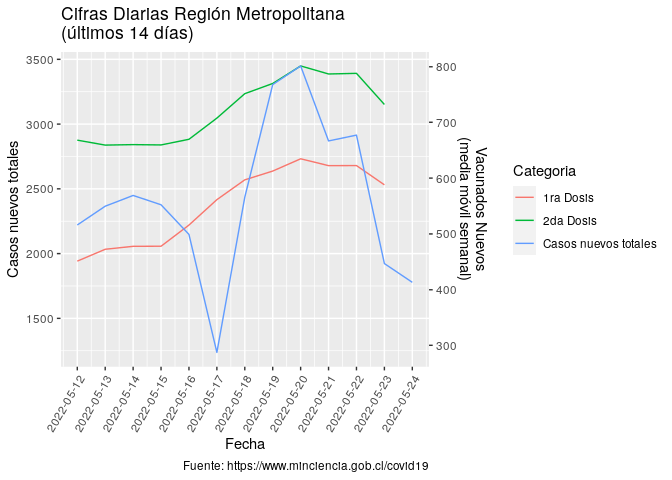 Cifras Diarias Región Metropolitana
(últimos 14 días)
Casos nuevos totales
3500
3000
2500
2000
1500
800
700
600
500
400
300
Vacunados Nuevos
(media móvil semanal)
2022-05-12
2022-05-13
2022-05-14
2022-05-15
2022-05-16
2022-05-17
2022-05-18
2022-05-19
2022-05-20
2022-05-21
2022-05-22
2022-05-23
2022-05-24
Fecha
Categoria
1ra Dosis
2da Dosis
Casos nuevos totales
Fuente: https://www.minciencia.gob.cl/covid19